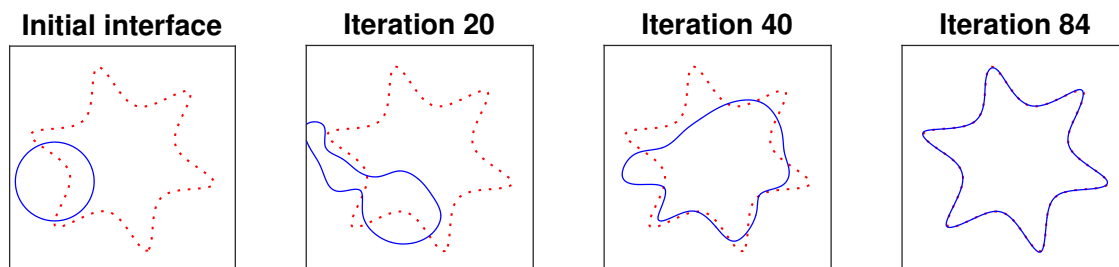 Initial interface
Iteration 20
Iteration 40
Iteration 84